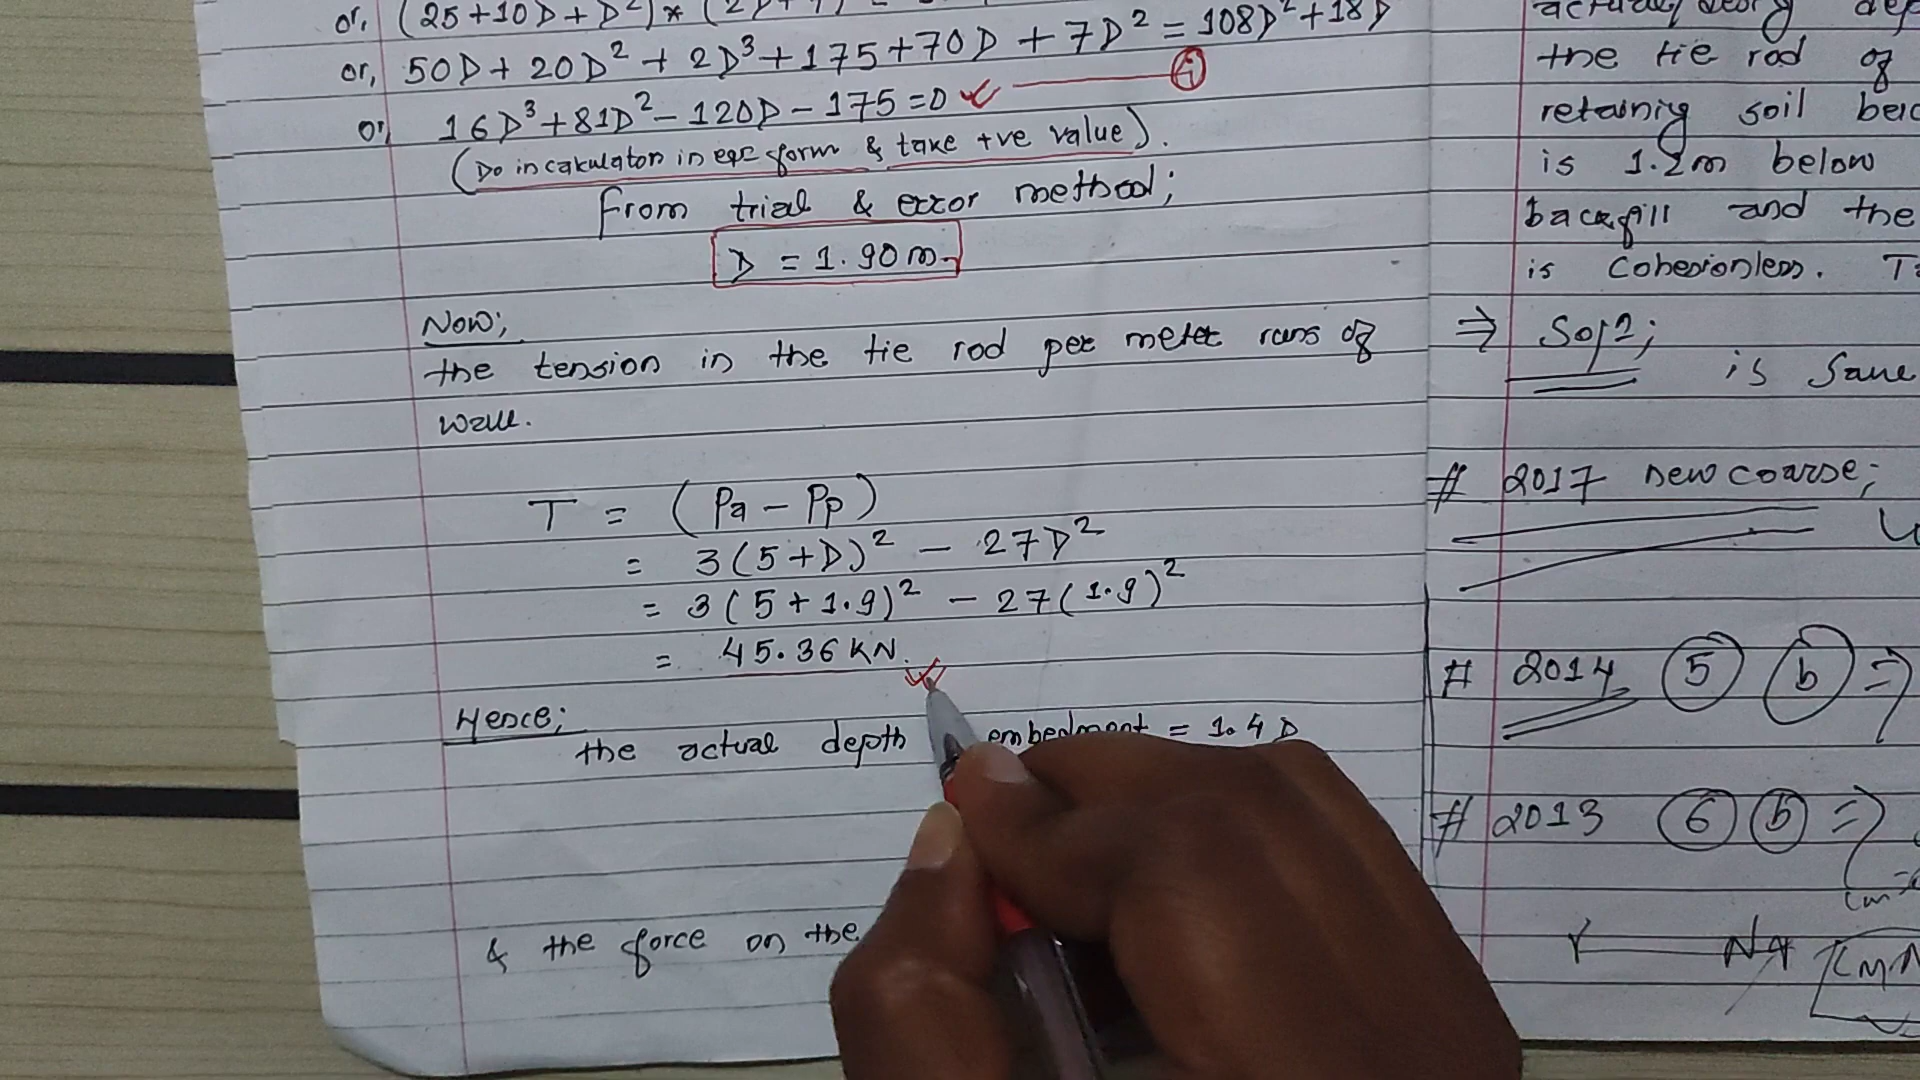 or, (25+10D+D²)*(2D+7)
or, 50D + 20D² + 2D³ + 175 + 70D + 7D² = 108D²+18D
or, 16D³+81D² - 120D - 175 = 0 ✓ — i
(Do in calculator in eqn form & take +ve value).
from trial & error method;
D = 1.90m
Now;
the tension in the tie rod per meter runs of
wall.
T = (Pa - Pp)
= 3(5+D)² - 27D²
= 3(5+1.9)² - 27(1.9)²
= 45.36 KN.
Hence;
the actual depth embedment = 1.4D
& the force on the
the tie rod of
retaining soil
is 1.2m below
backfill and the
is cohesionless.
⇒ Soln;
is Same
# 2017 new coarse;
# 2014 5 b ⇒
# 2013 6 b ⇒